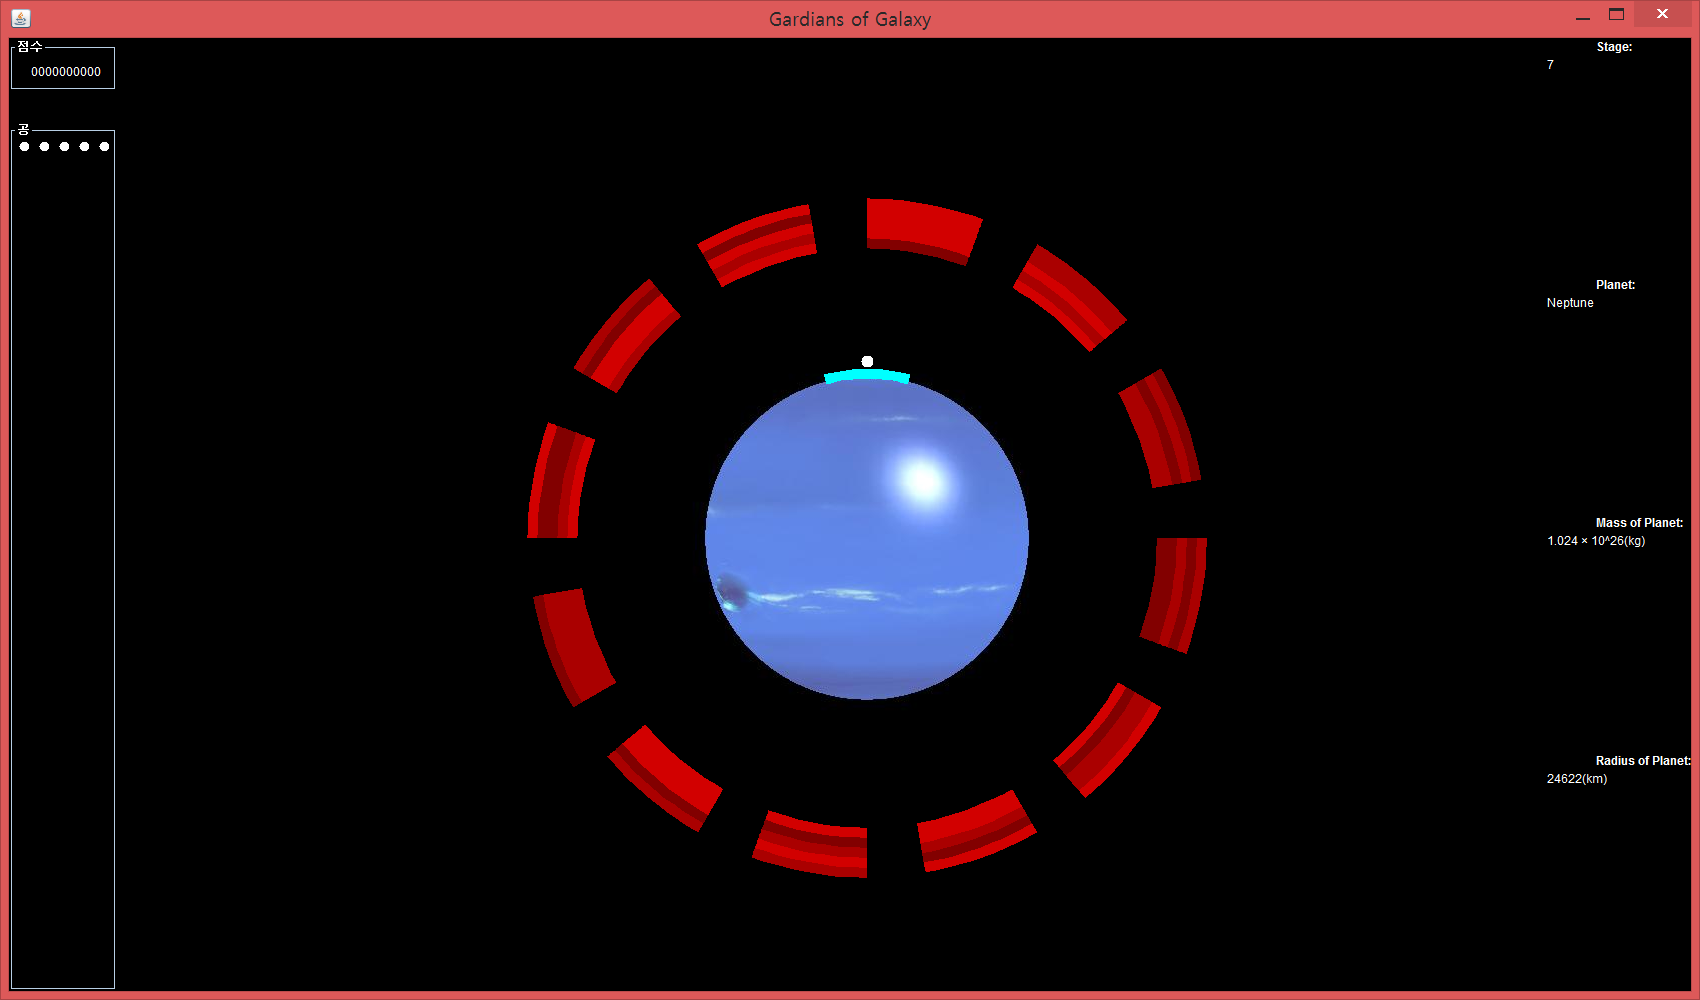 Gardians of Galaxy
점수
0000000000
공
Stage:
7
Planet:
Neptune
Mass of Planet:
1.024 × 10^26(kg)
Radius of Planet:
24622(km)